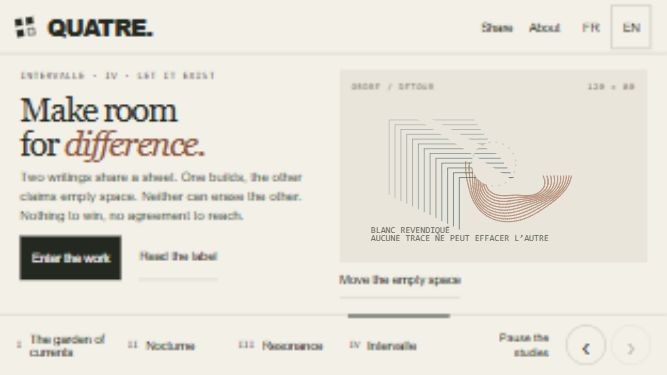 QUATRE.
Share About FR EN
INTERVALLE · IV · LET IT EXIST
Make room
for difference.
Two writings share a sheet. One builds, the other
claims empty space. Neither can erase the other.
Nothing to win, no agreement to reach.
Enter the work
Read the label
120 × 80
BLANC REVENDIQUÉ
AUCUNE TRACE NE PEUT EFFACER L'AUTRE
Move the empty space
I The garden of
currents
II Nocturne
III Resonance
IV Intervalle
Pause the
studies